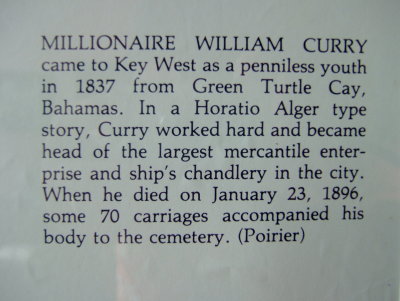 MILLIONAIRE WILLIAM CURRY
came to Key West as a penniless youth
in 1837 from Green Turtle Cay,
Bahamas. In a Horatio Alger type
story, Curry worked hard and became
head of the largest mercantile enter-
prise and ship's chandlery in the city.
When he died on January 23, 1896,
some 70 carriages accompanied his
body to the cemetery. (Poirier)